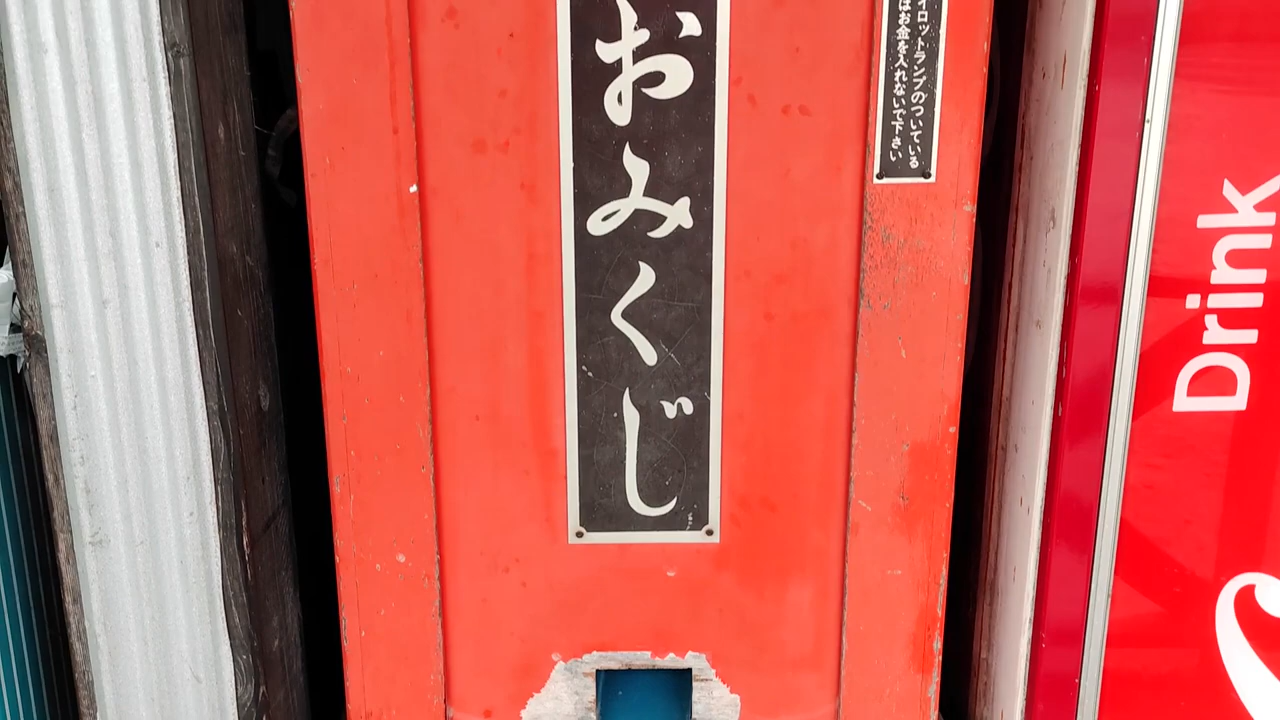 おみくじ
イロットランプのついている
はお金を入れないで下さい
Drink